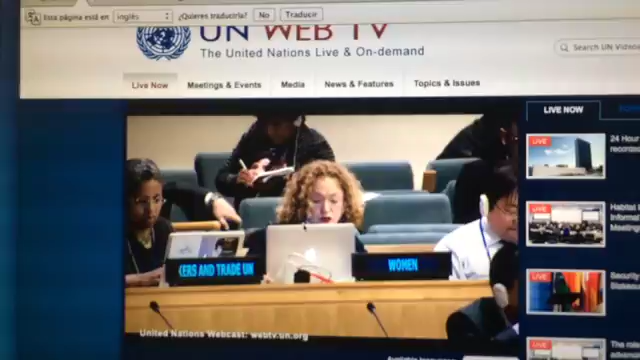 Esta página está en inglés ¿Quieres traducirla? No Traducir
UN WEB TV
The United Nations Live & On-demand
Search UN Videos
Live Now Meetings & Events Media News & Features Topics & Issues
LIVE NOW
LIVE
24 Hour
LIVE
Habitat
Informa
Meeting
LIVE
Security
LIVE
KERS AND TRADE UN
WOMEN
United Nations Webcast: webtv.un.org